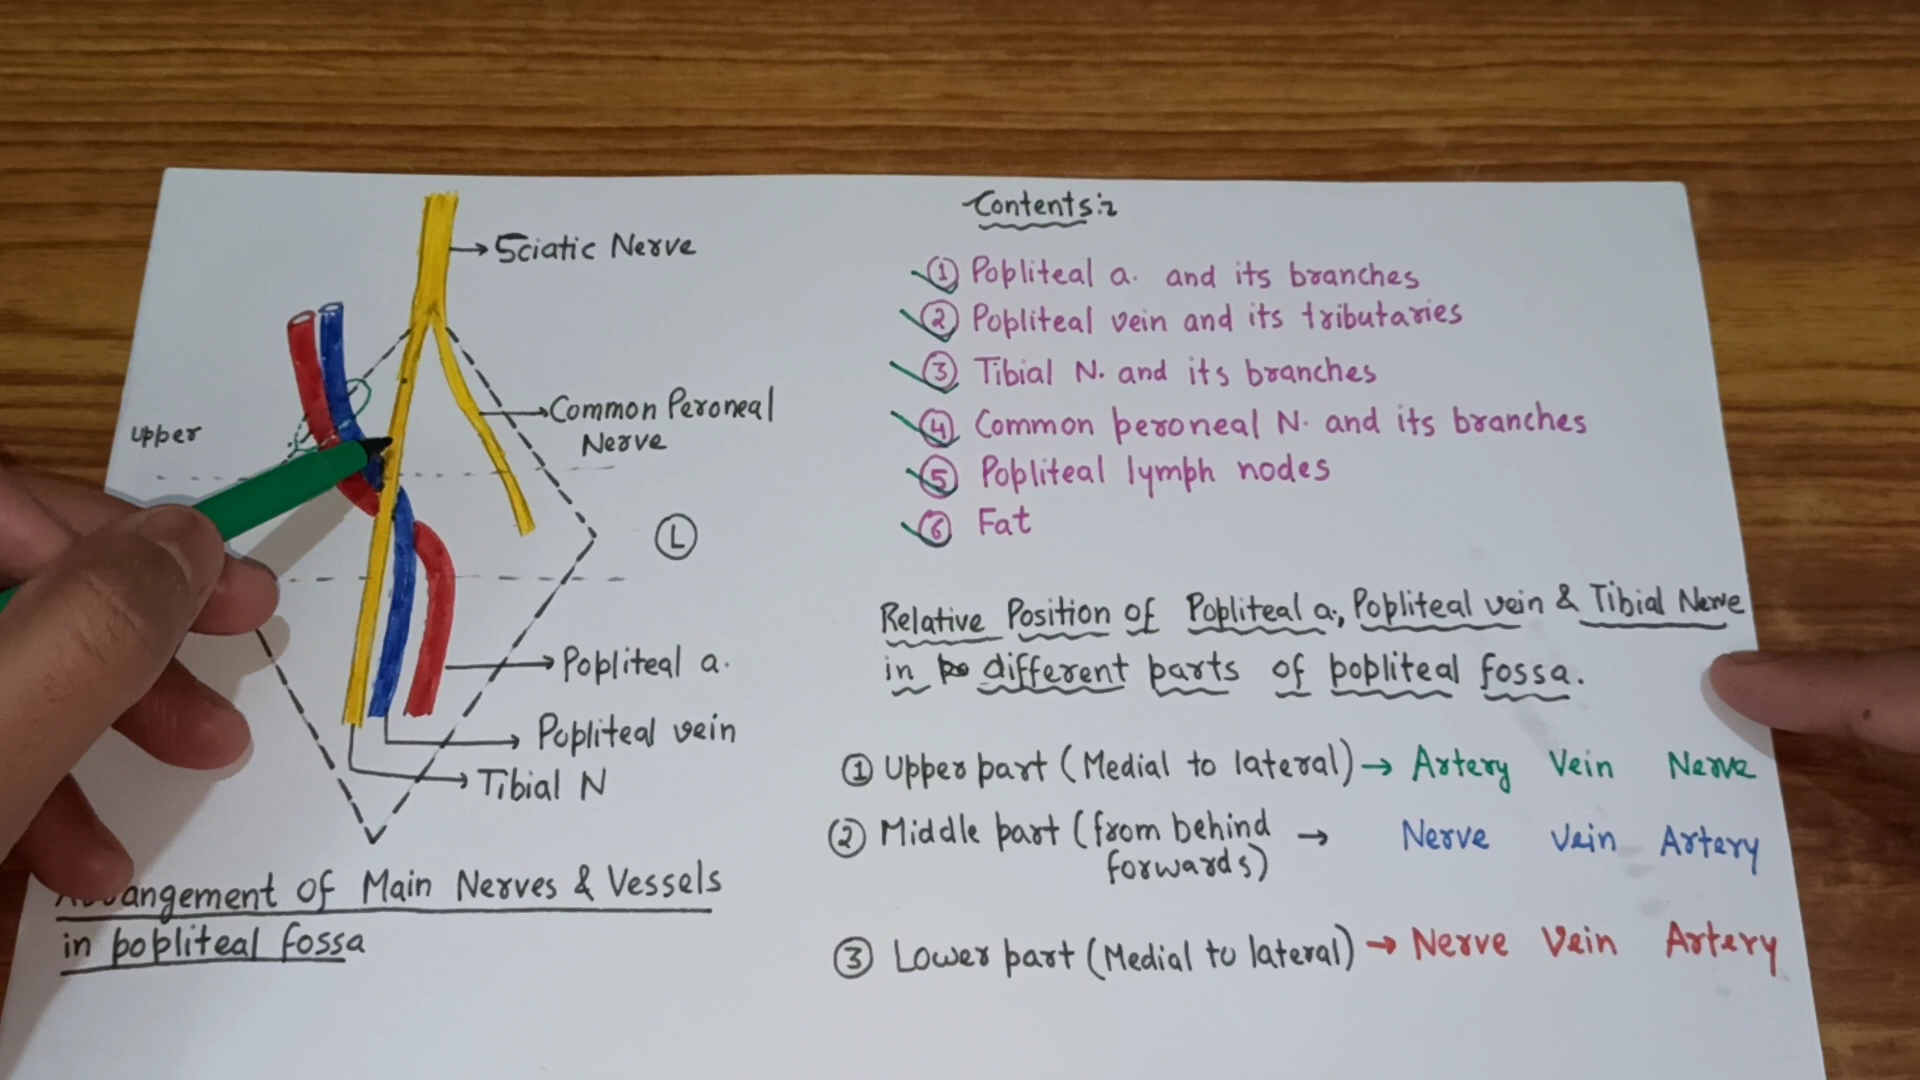 Sciatic Nerve
Upper
Common Peroneal
Nerve
L
Popliteal a.
Popliteal vein
Tibial N
Arrangement of Main Nerves & Vessels
in popliteal fossa
Contents:-
① Popliteal a. and its branches
② Popliteal vein and its tributaries
③ Tibial N. and its branches
④ Common peroneal N. and its branches
⑤ Popliteal lymph nodes
⑥ Fat
Relative Position of Popliteal a., Popliteal vein & Tibial Nerve
in different parts of popliteal fossa.
① Upper part (Medial to lateral) → Artery Vein Nerve
② Middle part (from behind → Nerve Vein Artery
forwards)
③ Lower part (Medial to lateral) → Nerve Vein Artery